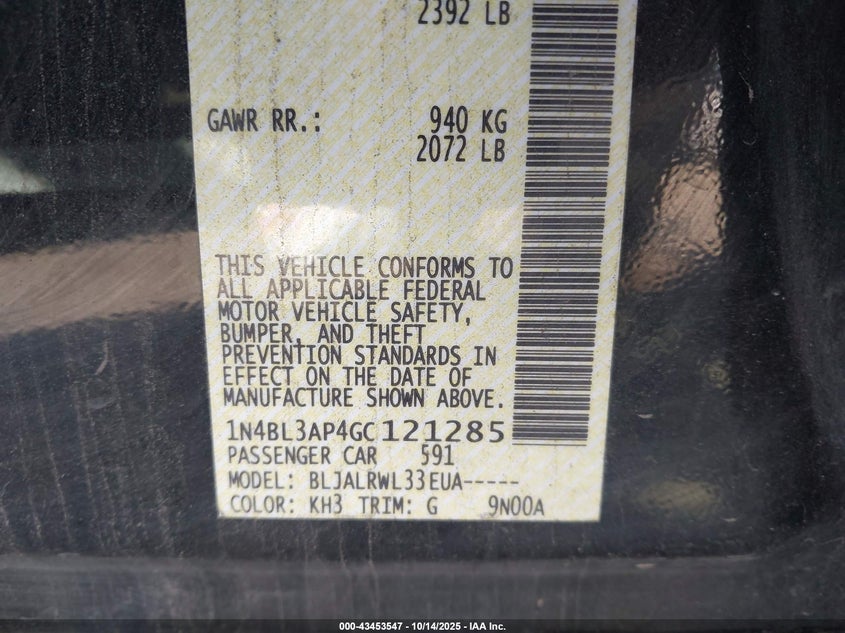 2392 LB
GAWR RR.: 940 KG
2072 LB
THIS VEHICLE CONFORMS TO
ALL APPLICABLE FEDERAL
MOTOR VEHICLE SAFETY,
BUMPER, AND THEFT
PREVENTION STANDARDS IN
EFFECT ON THE DATE OF
MANUFACTURE SHOWN ABOVE.
1N4BL3AP4GC121285
PASSENGER CAR 591
MODEL: BLJALRWL33EUA-----
COLOR: KH3 TRIM: G 9N00A
000-43453547 - 10/14/2025 - IAA Inc.